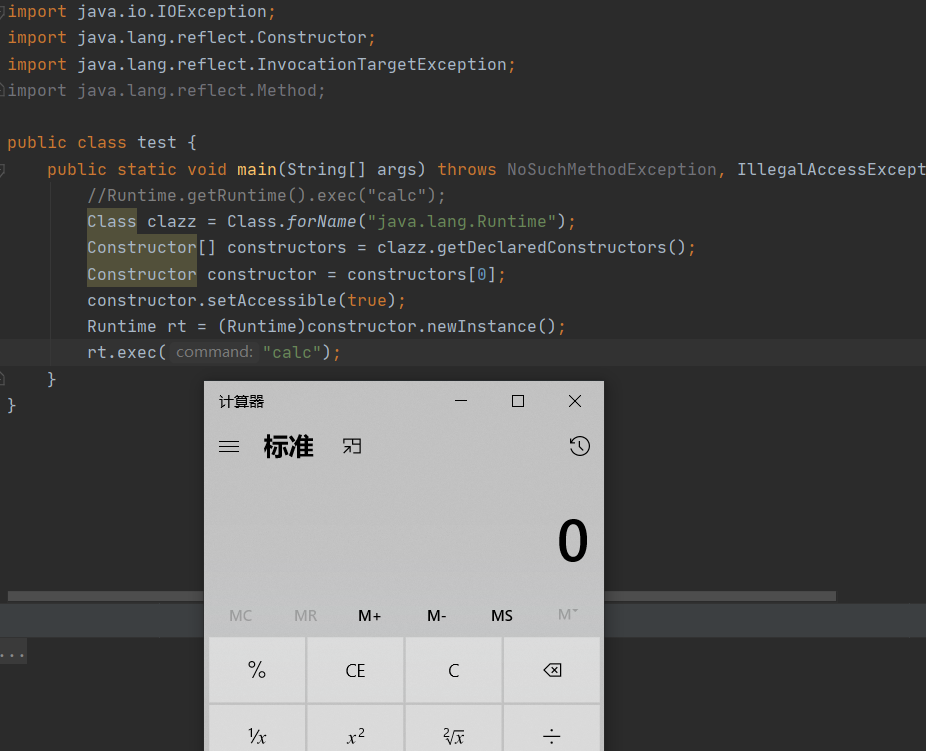 import java.io.IOException;
import java.lang.reflect.Constructor;
import java.lang.reflect.InvocationTargetException;
import java.lang.reflect.Method;
public class test {
public static void main(String[] args) throws NoSuchMethodException, IllegalAccessExcept
//Runtime.getRuntime().exec("calc");
Class clazz = Class.forName("java.lang.Runtime");
Constructor[] constructors = clazz.getDeclaredConstructors();
Constructor constructor = constructors[0];
constructor.setAccessible(true);
Runtime rt = (Runtime)constructor.newInstance();
rt.exec( command: "calc");
}
}
计算器
标准
0
MC MR M+ M- MS M˅
% CE C
¹/x x² ²√x ÷
...